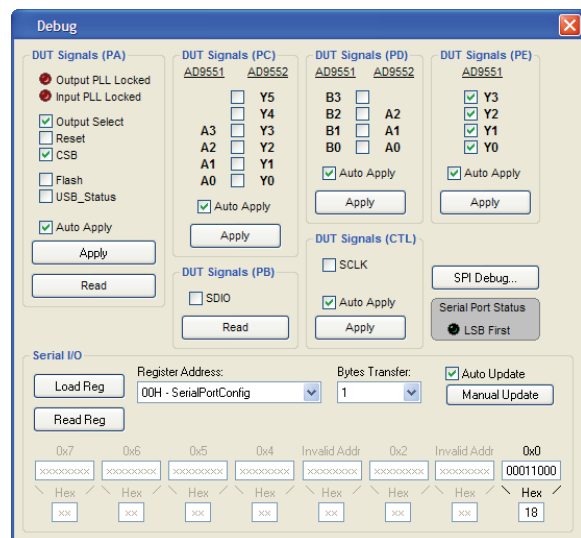 Debug
DUT Signals (PA)
Output PLL Locked
Input PLL Locked
Output Select
Reset
CSB
Flash
USB_Status
Auto Apply
Apply
Read
DUT Signals (PC)
AD9551 AD9552
Y5
Y4
A3 Y3
A2 Y2
A1 Y1
A0 Y0
Auto Apply
Apply
DUT Signals (PB)
SDIO
Read
DUT Signals (PD)
AD9551 AD9552
B3
B2 A2
B1 A1
B0 A0
Auto Apply
Apply
DUT Signals (CTL)
SCLK
Auto Apply
Apply
DUT Signals (PE)
AD9551
Y3
Y2
Y1
Y0
Auto Apply
Apply
SPI Debug...
Serial Port Status
LSB First
Serial I/O
Load Reg
Read Reg
Register Address:
00H - SerialPortConfig
Bytes Transfer:
1
Auto Update
Manual Update
0x7 0x6 0x5 0x4 Invalid Addr 0x2 Invalid Addr 0x0
xxxxxxxx xxxxxxxx xxxxxxxx xxxxxxxx xxxxxxxx xxxxxxxx xxxxxxxx 00011000
Hex Hex Hex Hex Hex Hex Hex Hex
xx xx xx xx xx xx xx 18